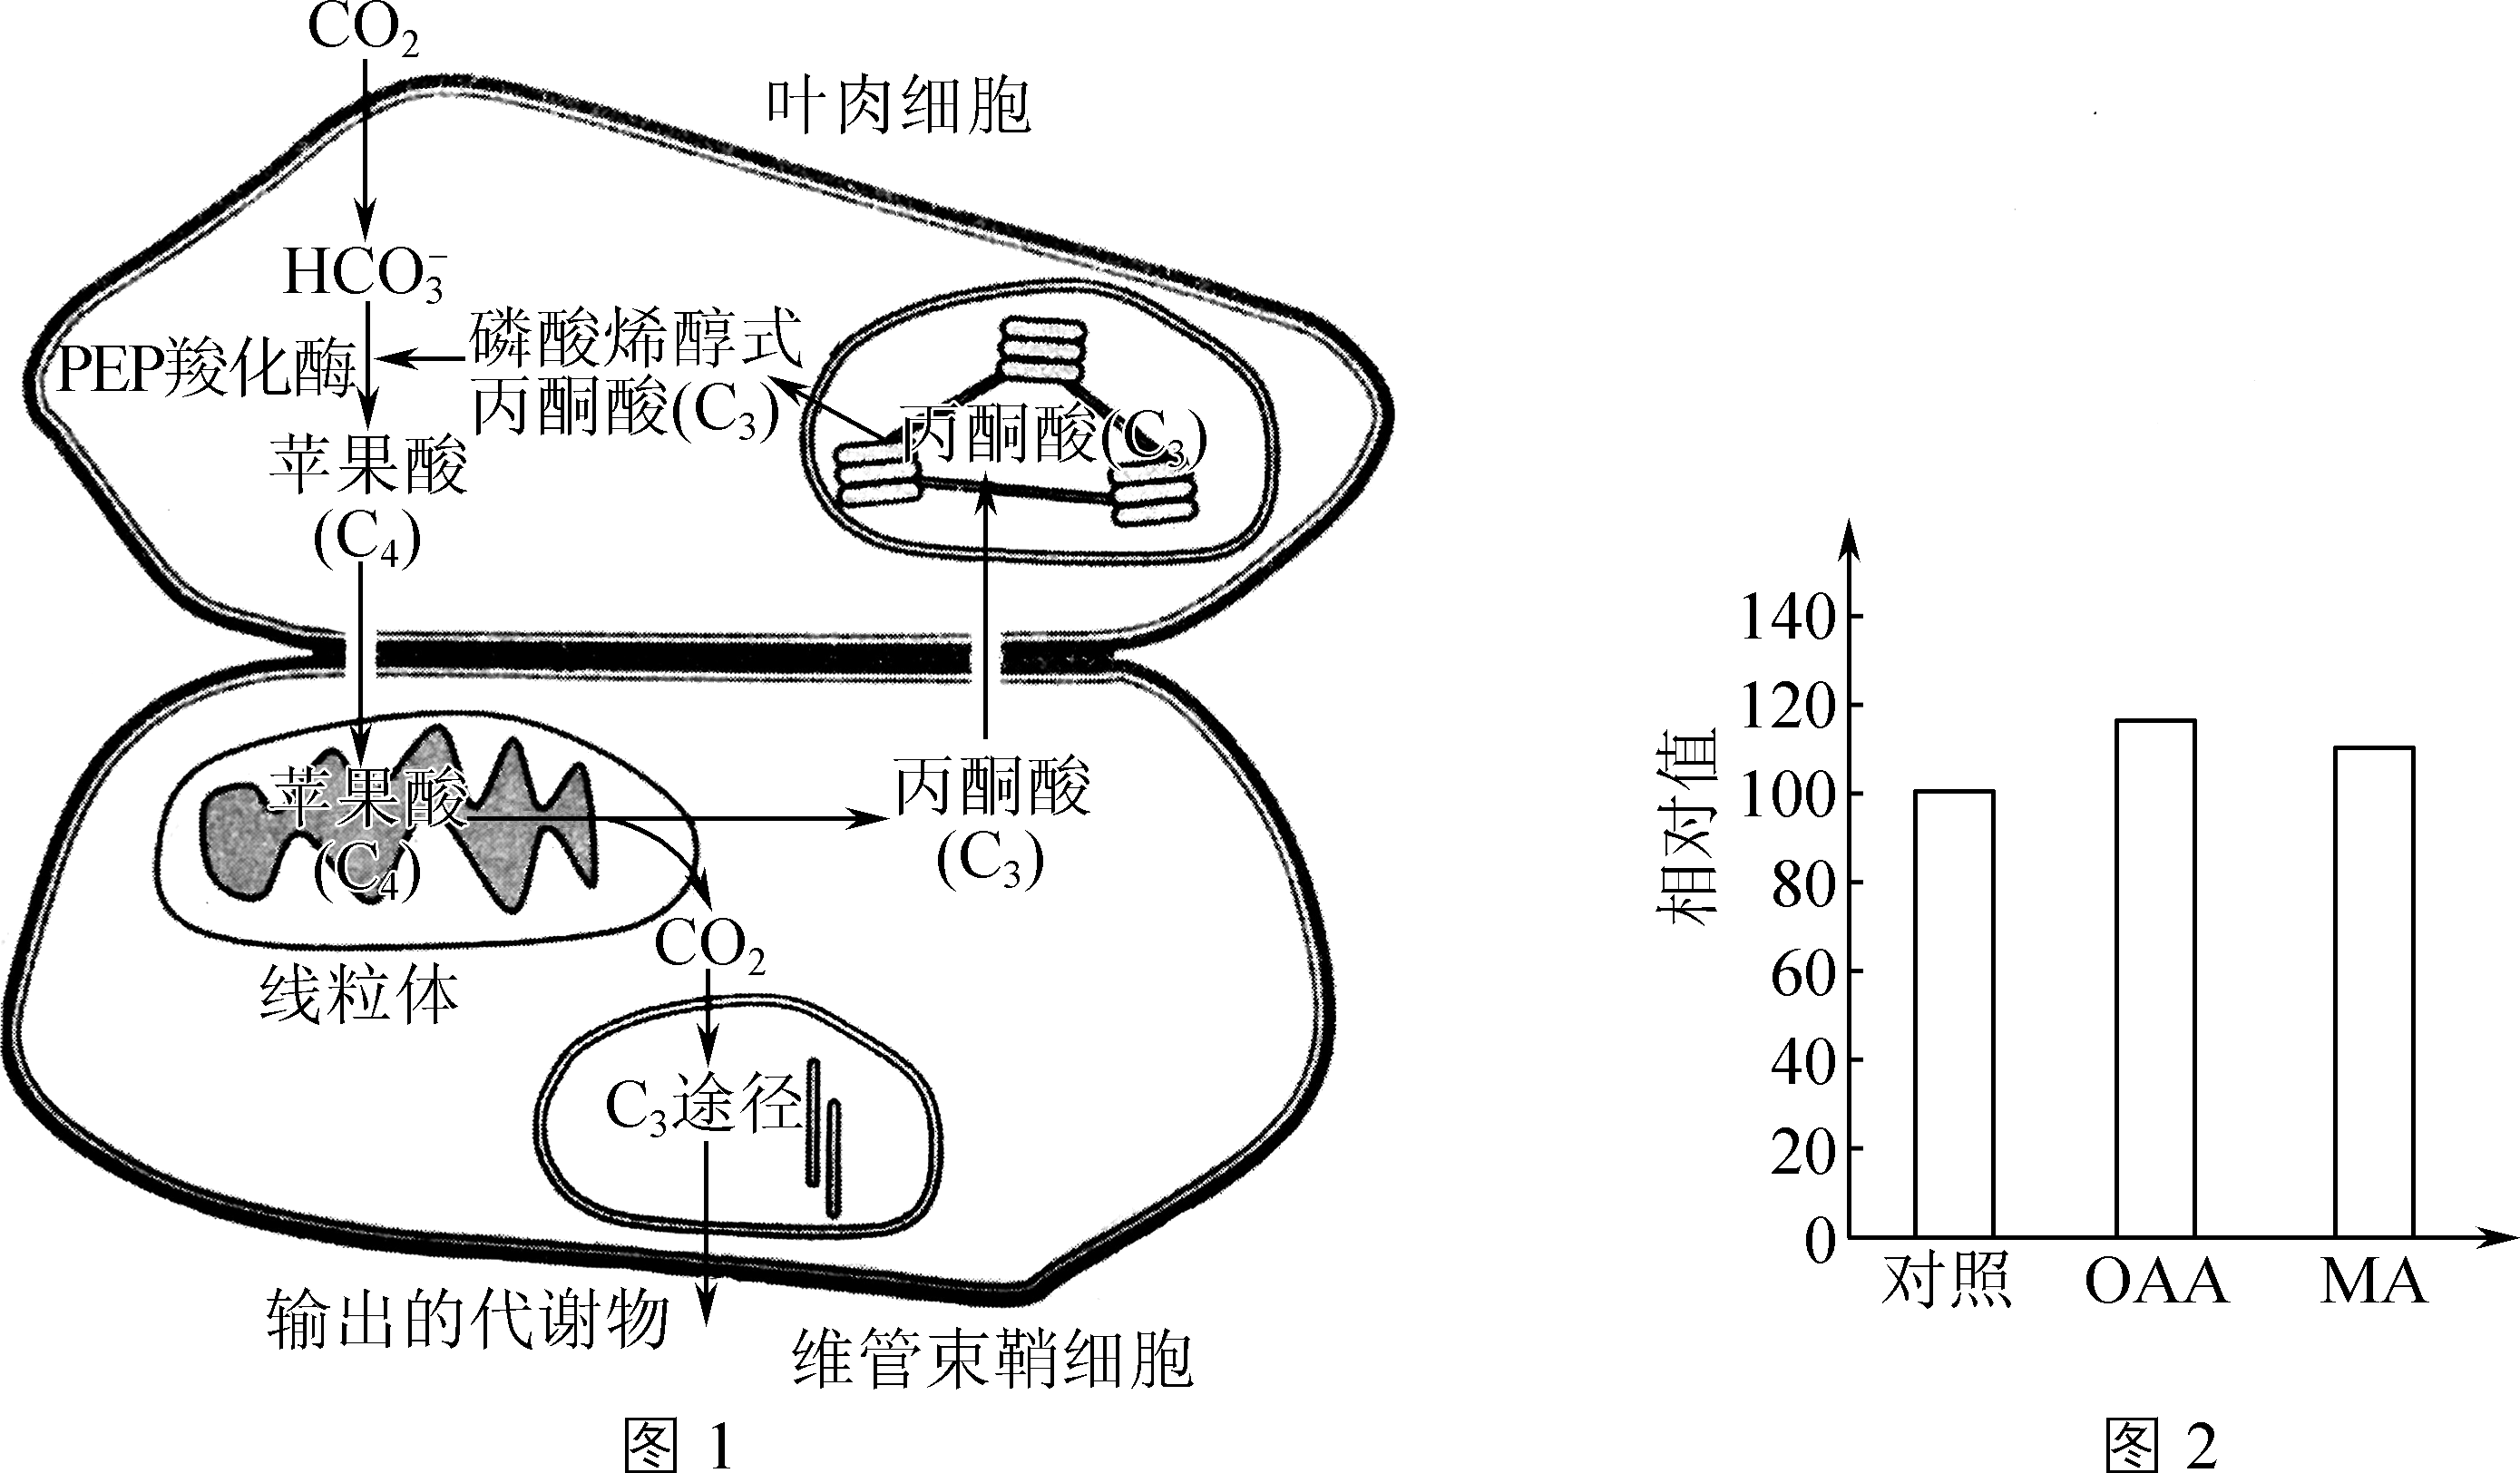 CO₂
叶肉细胞
HCO₃⁻
PEP羧化酶
磷酸烯醇式
丙酮酸(C₃)
丙酮酸(C₃)
苹果酸
(C₄)
苹果酸
(C₄)
丙酮酸
(C₃)
CO₂
线粒体
C₃途径
输出的代谢物
维管束鞘细胞
图 1
相对对值
140
120
100
80
60
40
20
0
对照
OAA
MA
图 2